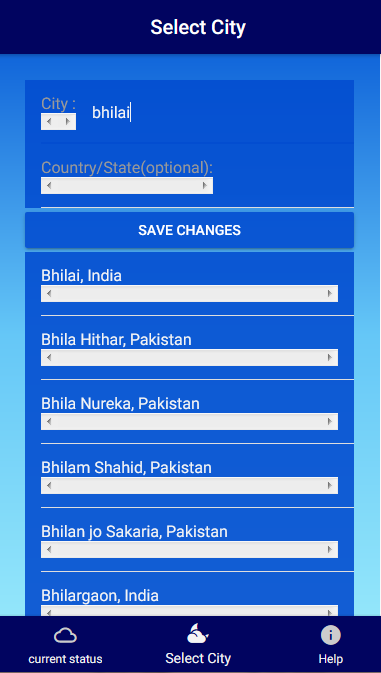 Select City
City :
bhilai
Country/State(optional):
SAVE CHANGES
Bhilai, India
Bhila Hithar, Pakistan
Bhila Nureka, Pakistan
Bhilam Shahid, Pakistan
Bhilan jo Sakaria, Pakistan
Bhilargaon, India
current status
Select City
Help